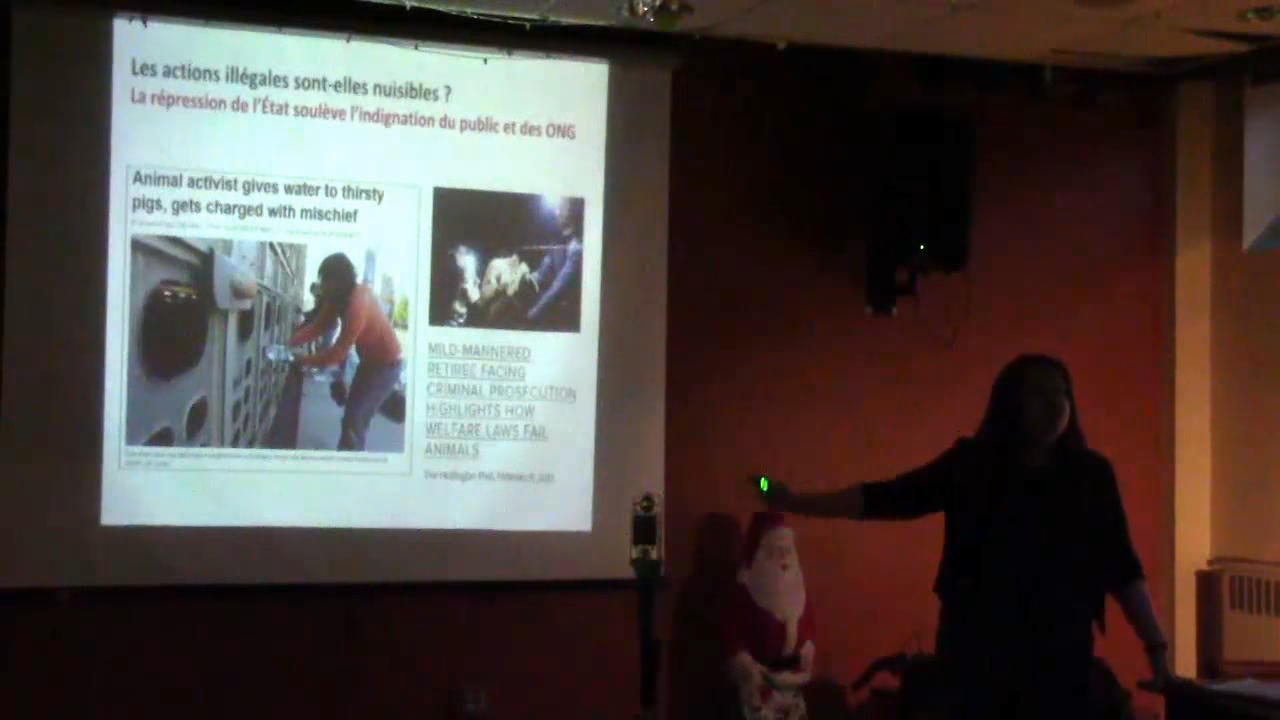 Les actions illégales sont-elles nuisibles ?
La répression de l'État soulève l'indignation du public et des ONG
Animal activist gives water to thirsty
pigs, gets charged with mischief
MILD-MANNERED
RETIREE FACING
CRIMINAL PROSECUTION
HIGHLIGHTS HOW
WELFARE LAWS FAIL
ANIMALS